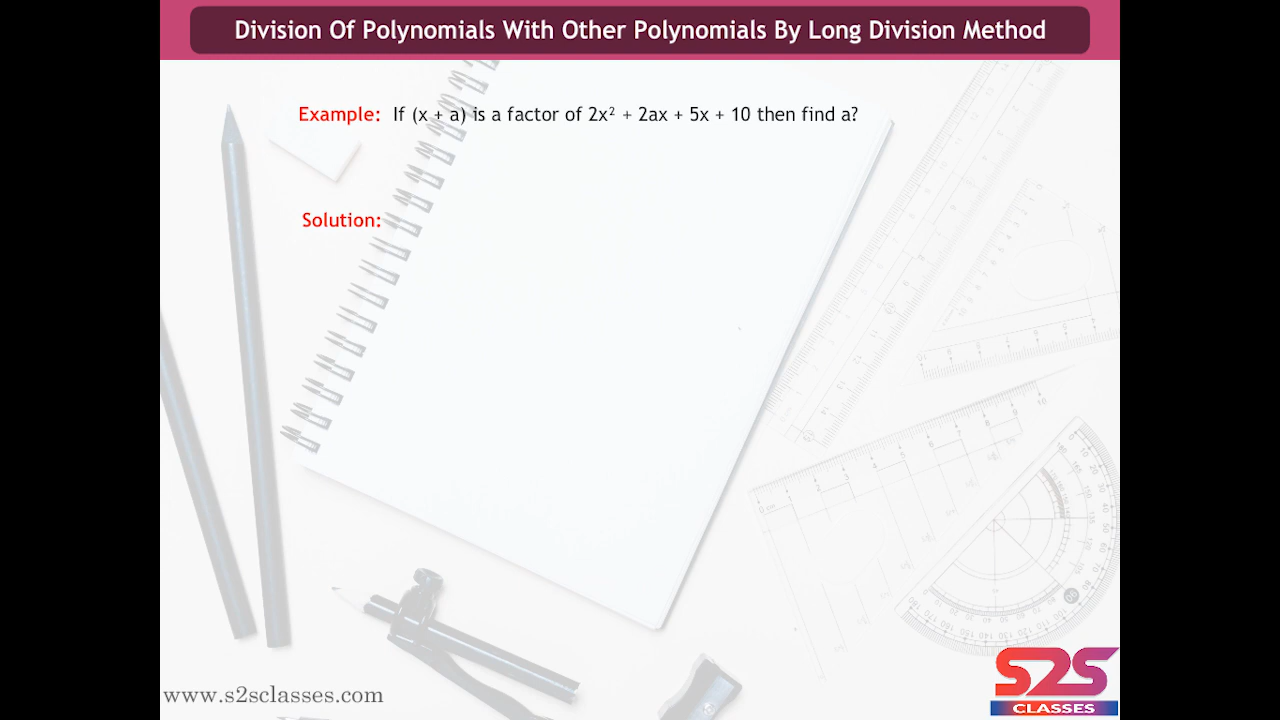 Division Of Polynomials With Other Polynomials By Long Division Method
Example: If (x + a) is a factor of 2x² + 2ax + 5x + 10 then find a?
Solution:
www.s2sclasses.com
S2S
CLASSES